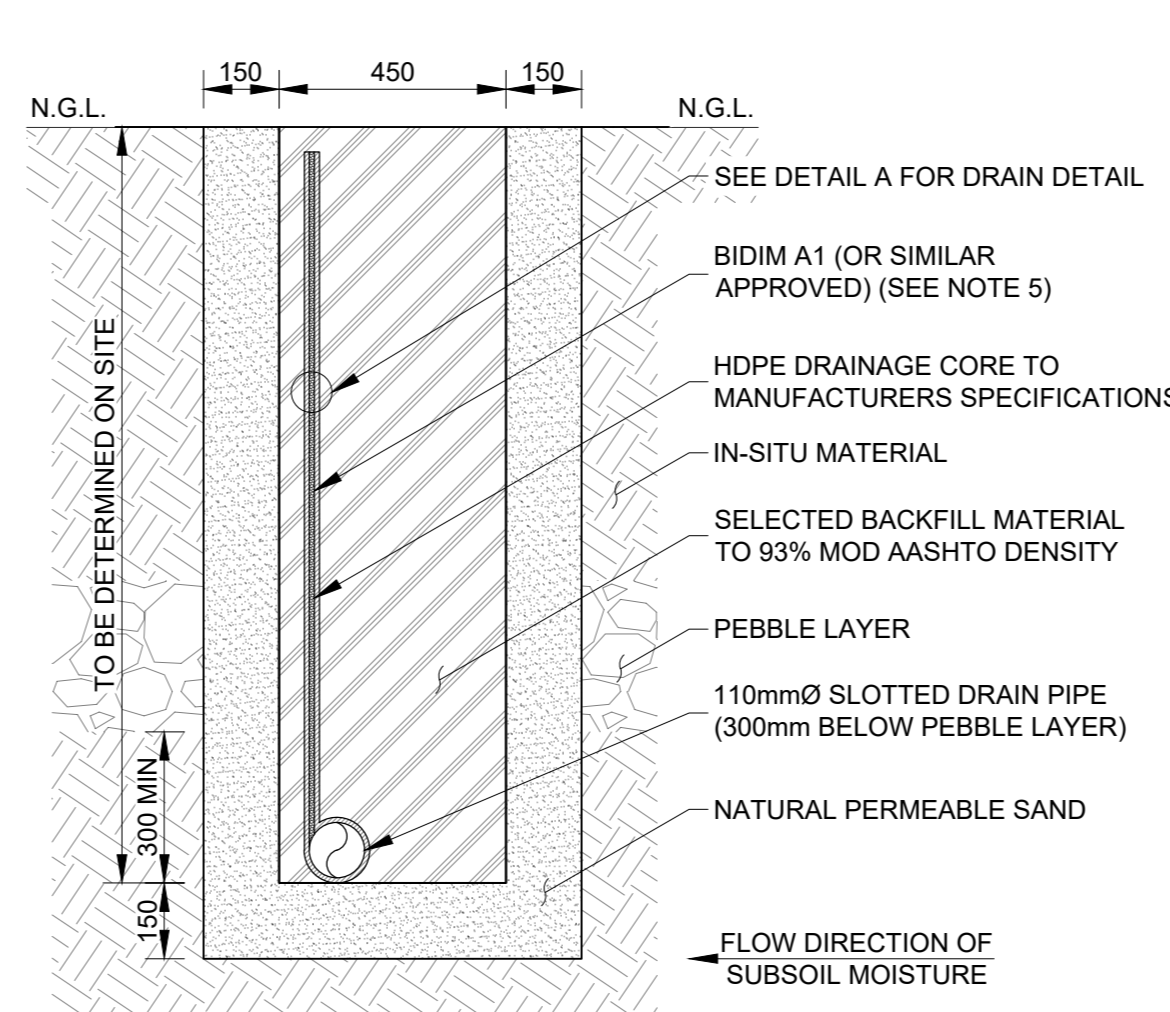 150
450
150
N.G.L.
N.G.L.
SEE DETAIL A FOR DRAIN DETAIL
BIDIM A1 (OR SIMILAR
APPROVED) (SEE NOTE 5)
HDPE DRAINAGE CORE TO
MANUFACTURERS SPECIFICATIONS
IN-SITU MATERIAL
SELECTED BACKFILL MATERIAL
TO 93% MOD AASHTO DENSITY
PEBBLE LAYER
110mmØ SLOTTED DRAIN PIPE
(300mm BELOW PEBBLE LAYER)
NATURAL PERMEABLE SAND
FLOW DIRECTION OF
SUBSOIL MOISTURE
TO BE DETERMINED ON SITE
300 MIN
150